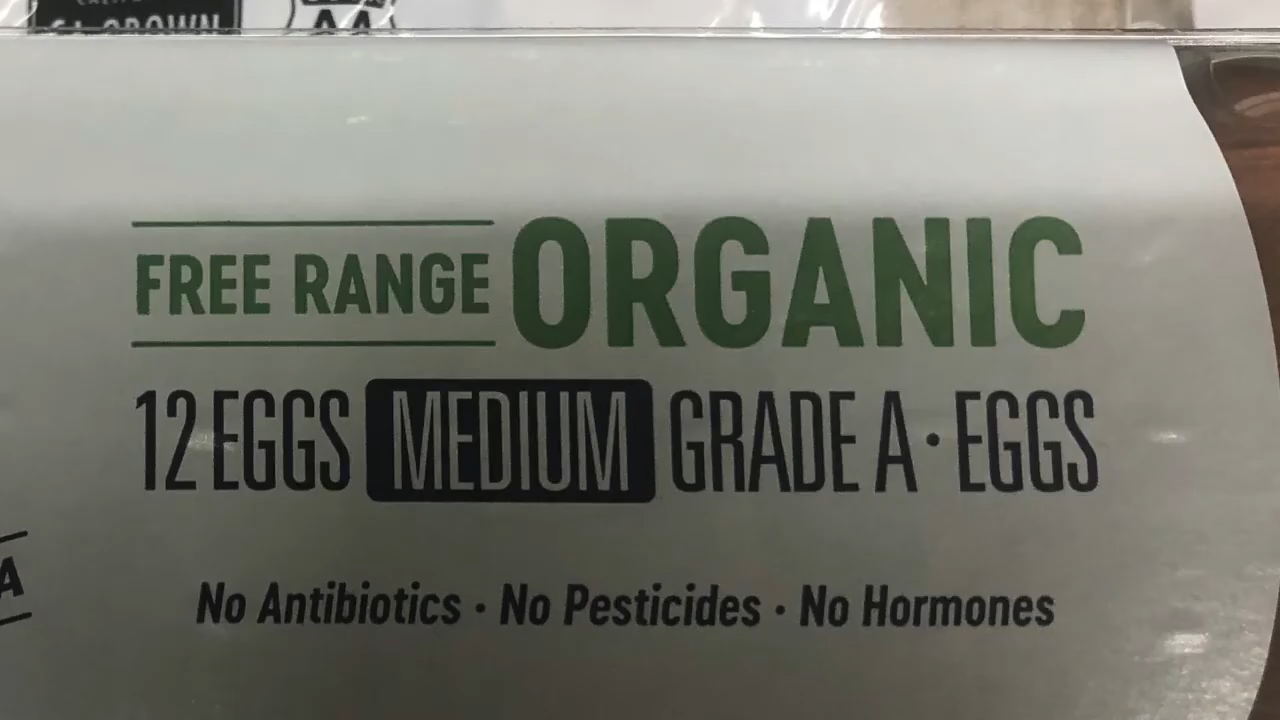 FREE RANGE ORGANIC
12 EGGS MEDIUM GRADE A · EGGS
No Antibiotics · No Pesticides · No Hormones